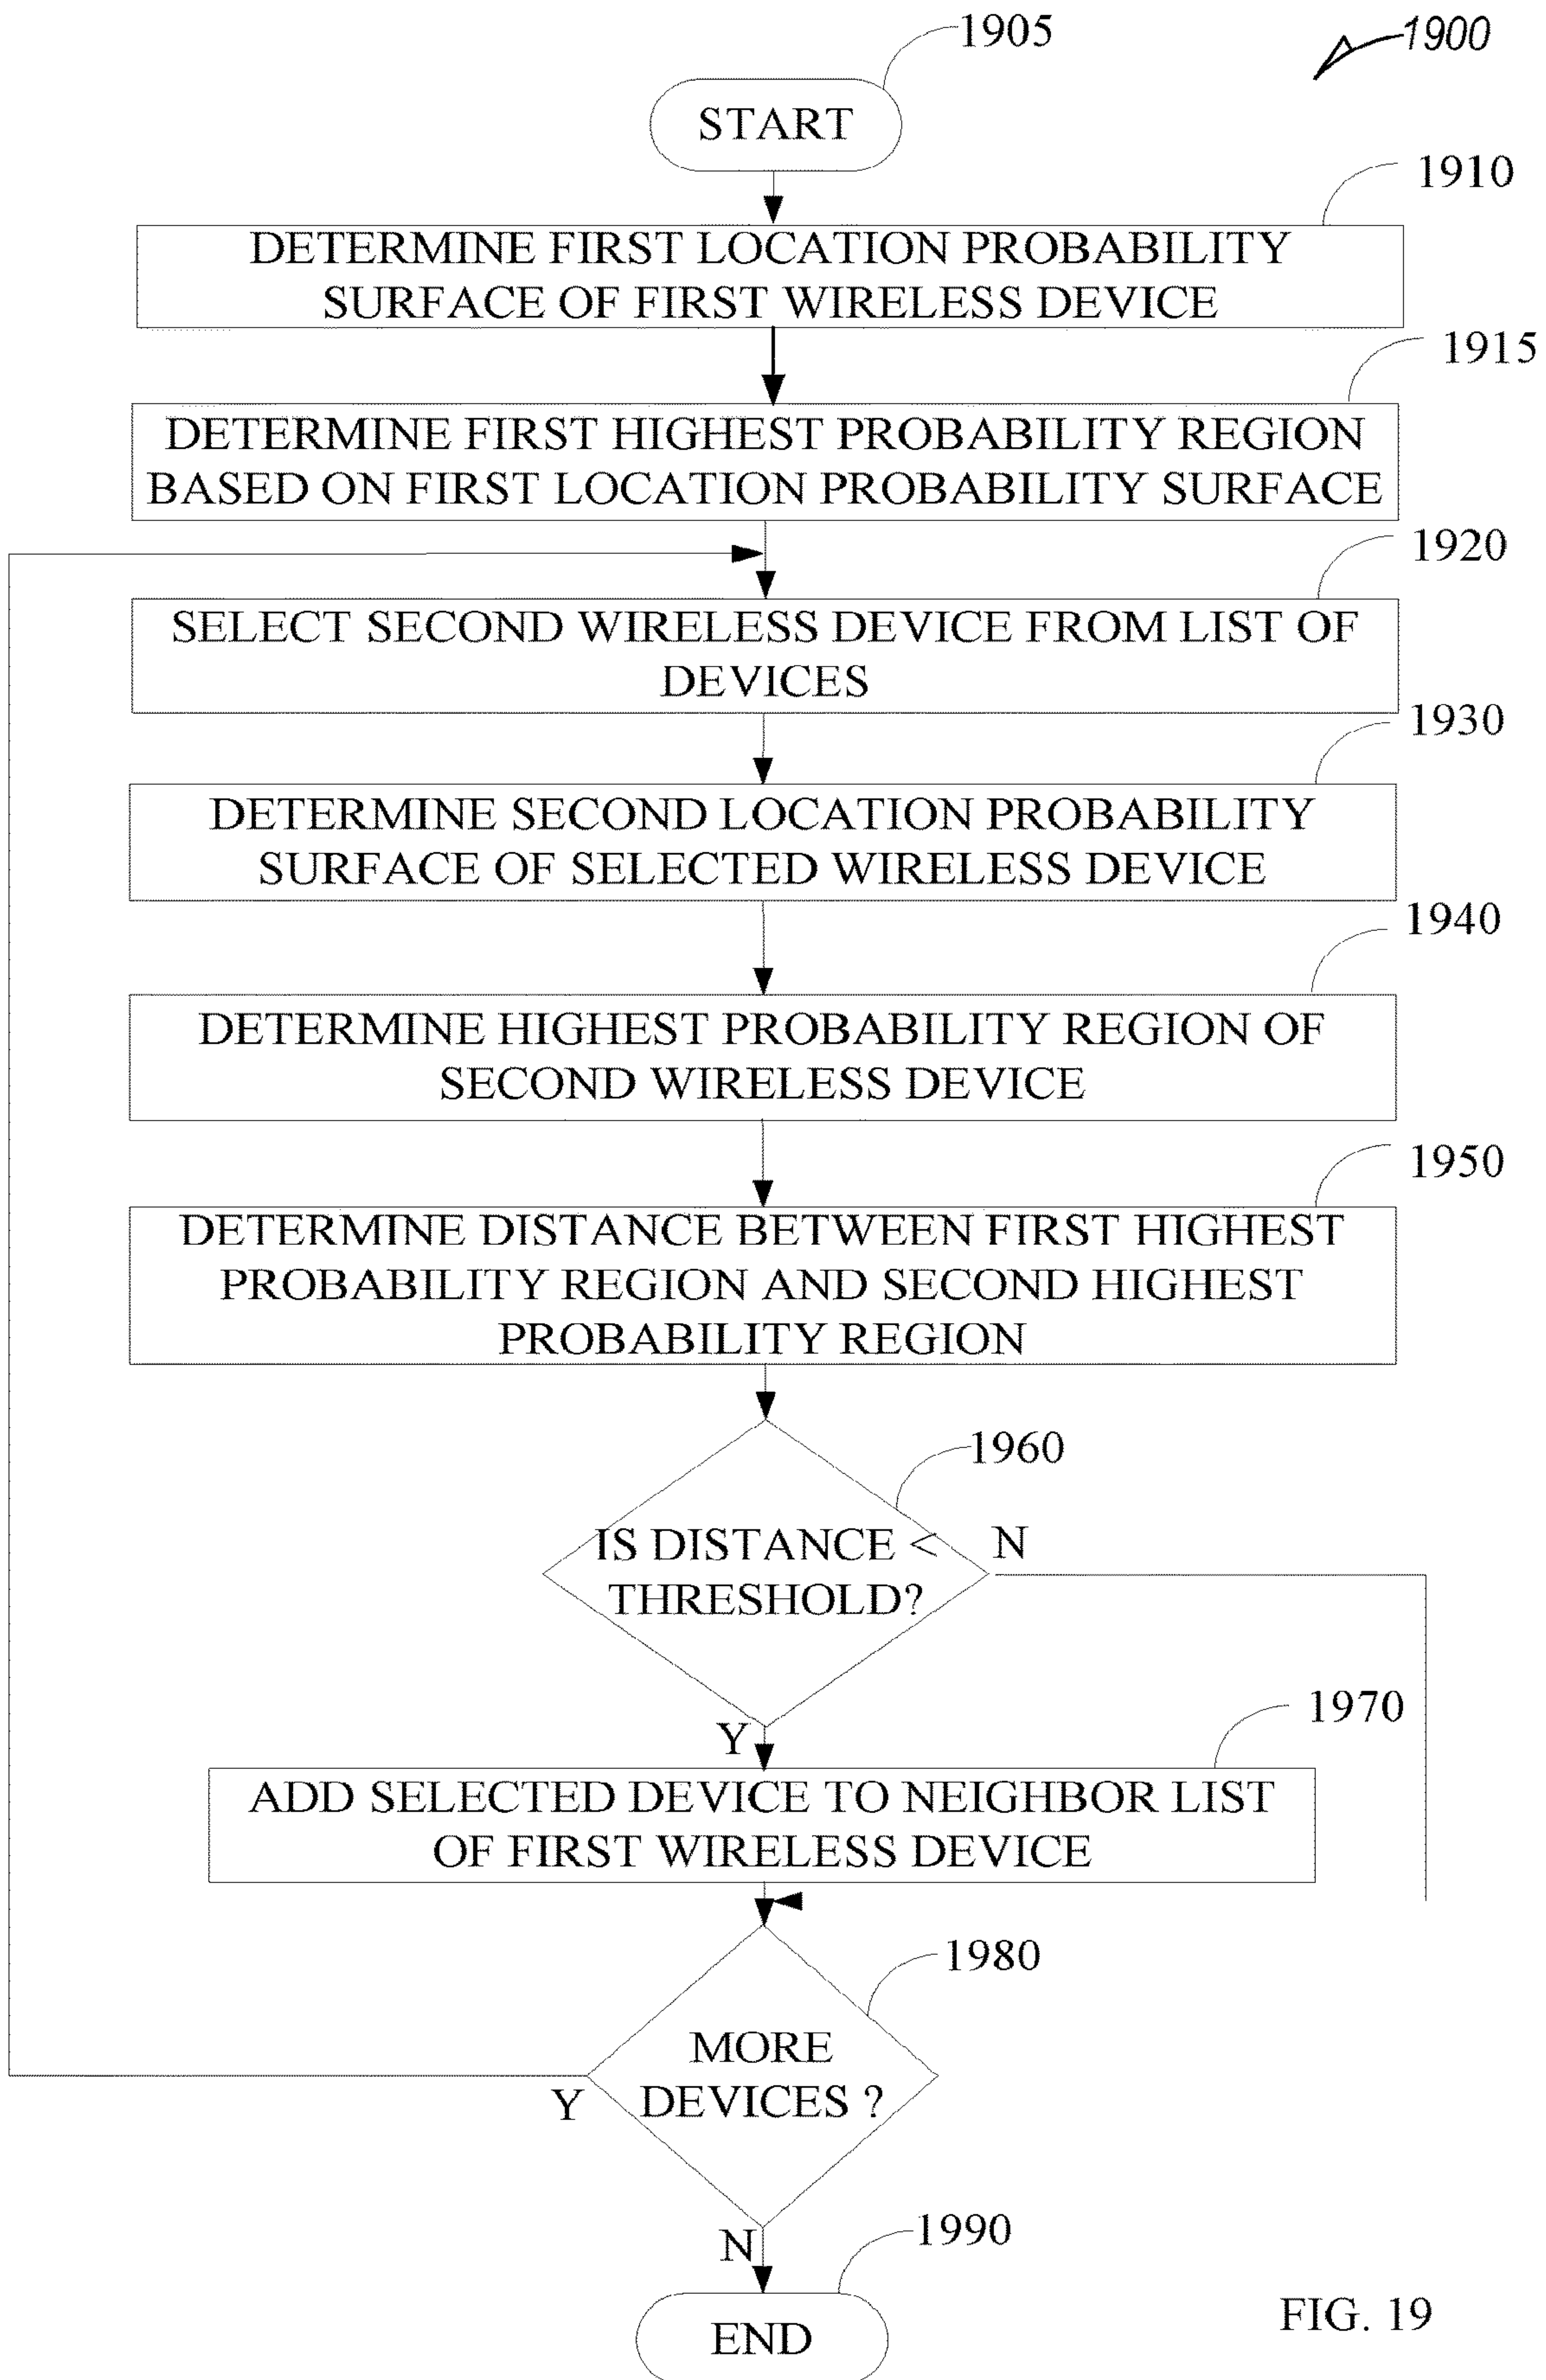 1905
1900
START
1910
DETERMINE FIRST LOCATION PROBABILITY
SURFACE OF FIRST WIRELESS DEVICE
1915
DETERMINE FIRST HIGHEST PROBABILITY REGION
BASED ON FIRST LOCATION PROBABILITY SURFACE
1920
SELECT SECOND WIRELESS DEVICE FROM LIST OF
DEVICES
1930
DETERMINE SECOND LOCATION PROBABILITY
SURFACE OF SELECTED WIRELESS DEVICE
1940
DETERMINE HIGHEST PROBABILITY REGION OF
SECOND WIRELESS DEVICE
1950
DETERMINE DISTANCE BETWEEN FIRST HIGHEST
PROBABILITY REGION AND SECOND HIGHEST
PROBABILITY REGION
1960
IS DISTANCE <
THRESHOLD?
N
Y
1970
ADD SELECTED DEVICE TO NEIGHBOR LIST
OF FIRST WIRELESS DEVICE
1980
MORE
DEVICES ?
Y
N
1990
END
FIG. 19